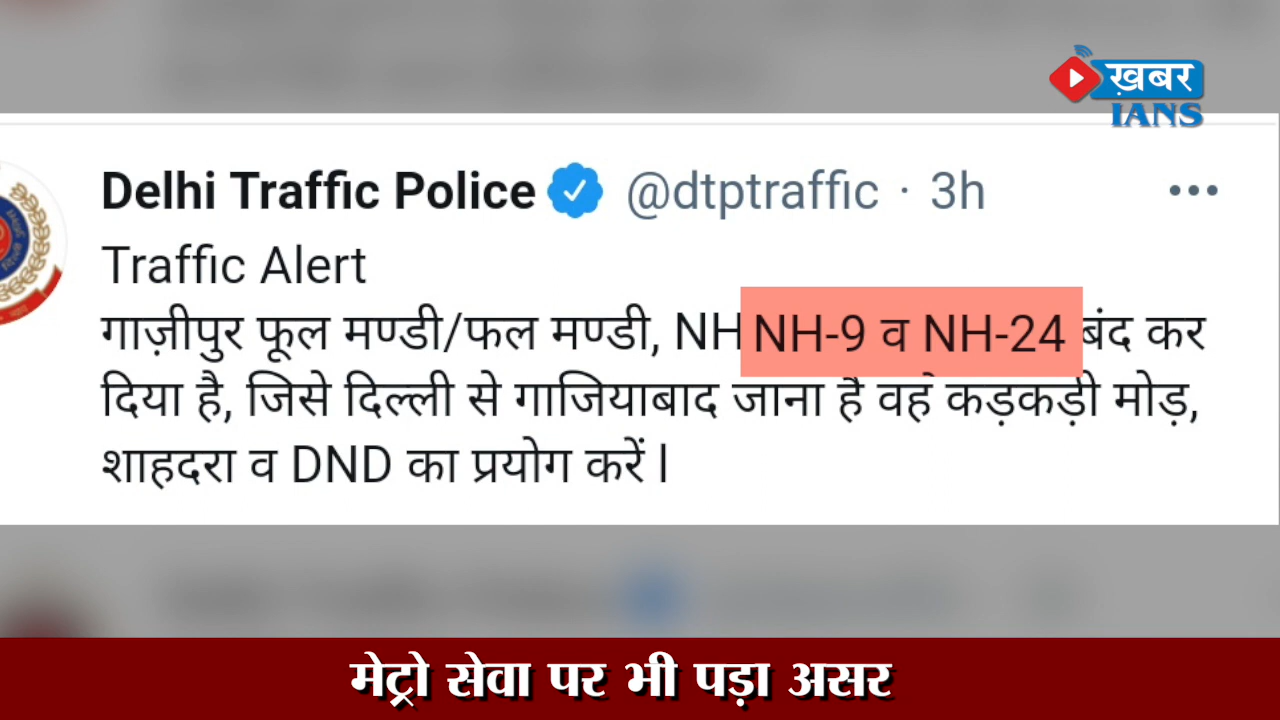 ख़बर
IANS
Delhi Traffic Police @dtptraffic · 3h
Traffic Alert
गाज़ीपुर फूल मण्डी/फल मण्डी, NH NH-9 व NH-24 बंद कर
दिया है, जिसे दिल्ली से गाजियाबाद जाना है वहे कड़कड़ी मोड़,
शाहदरा व DND का प्रयोग करें l
मेट्रो सेवा पर भी पड़ा असर